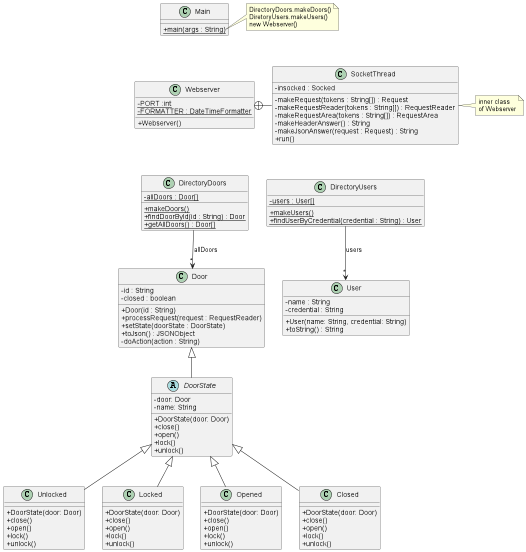 C Main
+main(args : String)
DirectoryDoors.makeDoors()
DiretoryUsers.makeUsers()
new Webserver()
C Webserver
-PORT :int
-FORMATTER : DateTimeFormatter
+Webserver()
C SocketThread
-insocked : Socked
-makeRequest(tokens : String[]) : Request
-makeRequestReader(tokens : String[]) : RequestReader
-makeRequestArea(tokens : String[]) : RequestArea
-makeHeaderAnswer() : String
-makeJsonAnswer(request : Request) : String
+run()
inner class
of Webserver
C DirectoryDoors
-allDoors : Door[]
+makeDoors()
+findDoorById(id : String) : Door
+getAllDoors() : Door[]
C DirectoryUsers
-users : User[]
+makeUsers()
+findUserByCredential(credential : String) : User
allDoors
users
C Door
-id : String
-closed : boolean
+Door(id : String)
+processRequest(request : RequestReader)
+setState(doorState : DoorState)
+toJson() : JSONObject
-doAction(action : String)
C User
-name : String
-credential : String
+User(name: String, credential: String)
+toString() : String
A DoorState
-door: Door
-name: String
+DoorState(door: Door)
+close()
+open()
+lock()
+unlock()
C Unlocked
+DoorState(door: Door)
+close()
+open()
+lock()
+unlock()
C Locked
+DoorState(door: Door)
+close()
+open()
+lock()
+unlock()
C Opened
+DoorState(door: Door)
+close()
+open()
+lock()
+unlock()
C Closed
+DoorState(door: Door)
+close()
+open()
+lock()
+unlock()